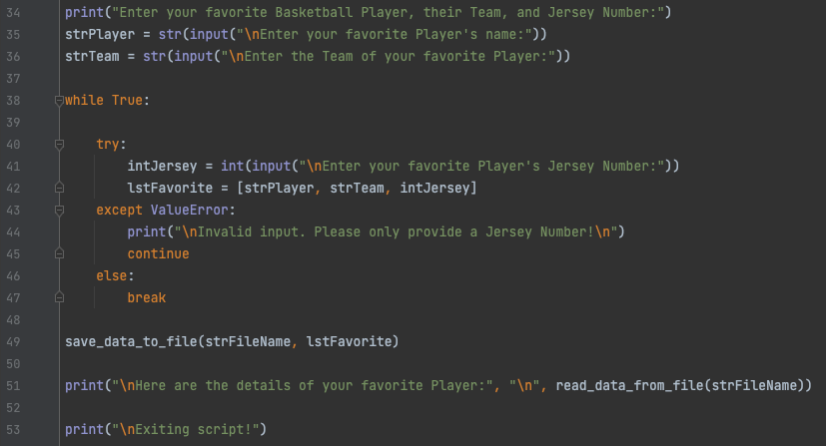 34 print("Enter your favorite Basketball Player, their Team, and Jersey Number:")
35 strPlayer = str(input("\nEnter your favorite Player's name:"))
36 strTeam = str(input("\nEnter the Team of your favorite Player:"))
37
38 while True:
39
40     try:
41         intJersey = int(input("\nEnter your favorite Player's Jersey Number:"))
42         lstFavorite = [strPlayer, strTeam, intJersey]
43     except ValueError:
44         print("\nInvalid input. Please only provide a Jersey Number!\n")
45         continue
46     else:
47         break
48
49 save_data_to_file(strFileName, lstFavorite)
50
51 print("\nHere are the details of your favorite Player:", "\n", read_data_from_file(strFileName))
52
53 print("\nExiting script!")